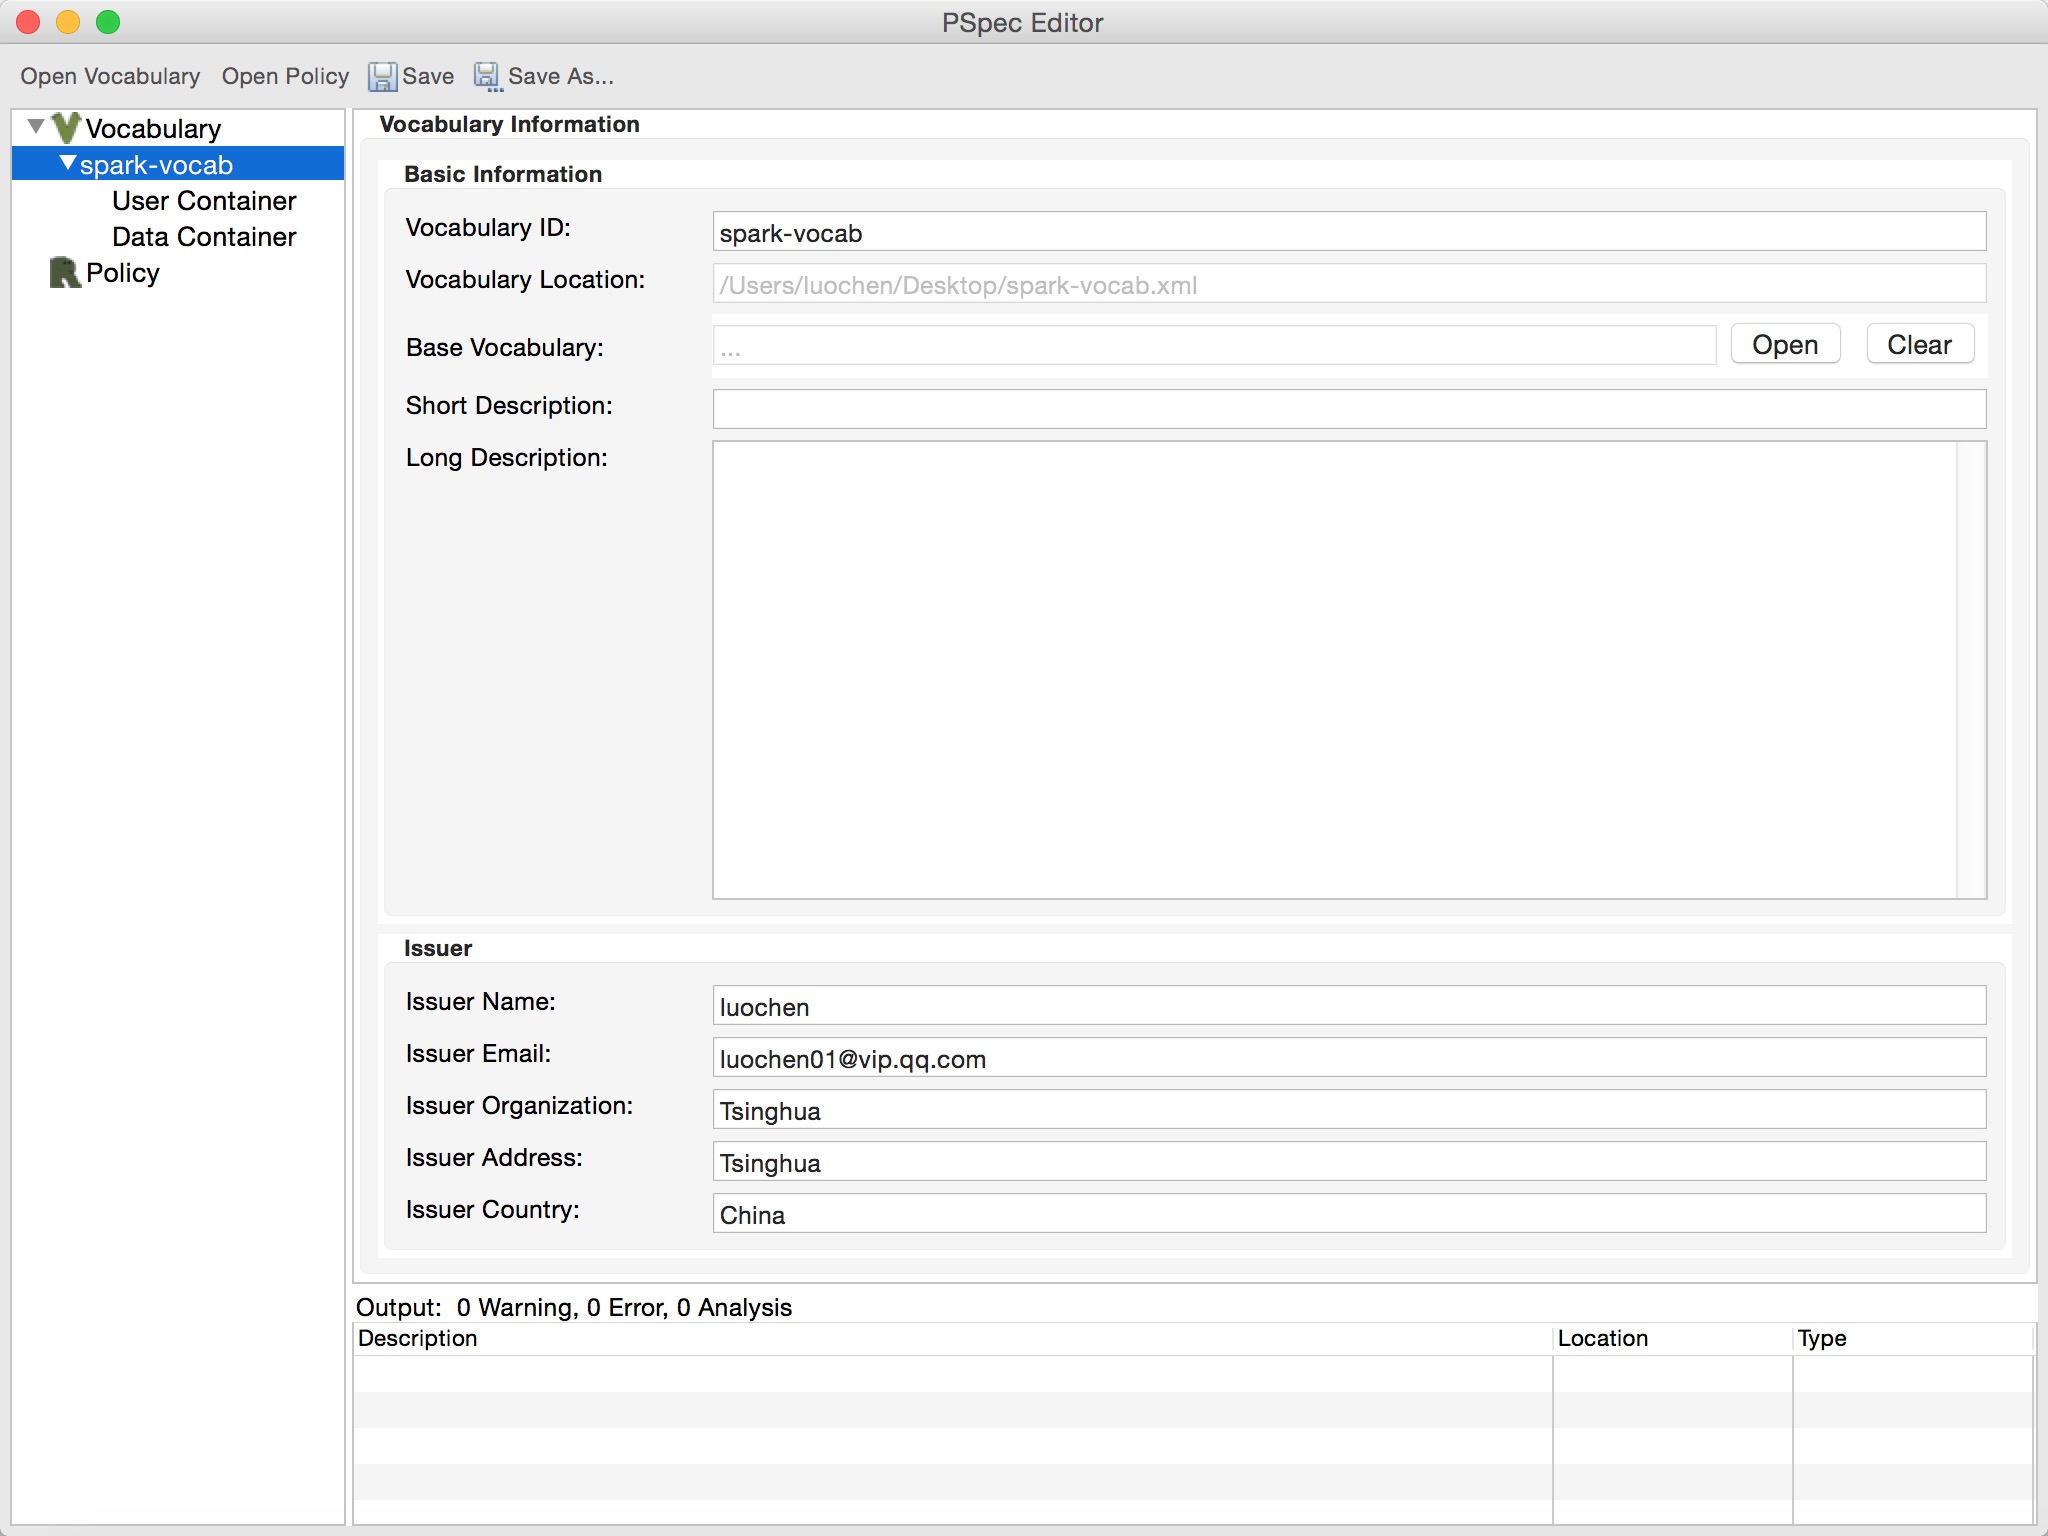 PSpec Editor
Open Vocabulary Open Policy Save Save As...
Vocabulary
spark-vocab
User Container
Data Container
Policy
Vocabulary Information
Basic Information
Vocabulary ID: spark-vocab
Vocabulary Location: /Users/luochen/Desktop/spark-vocab.xml
Base Vocabulary: ... Open Clear
Short Description:
Long Description:
Issuer
Issuer Name: luochen
Issuer Email: luochen01@vip.qq.com
Issuer Organization: Tsinghua
Issuer Address: Tsinghua
Issuer Country: China
Output: 0 Warning, 0 Error, 0 Analysis
Description Location Type